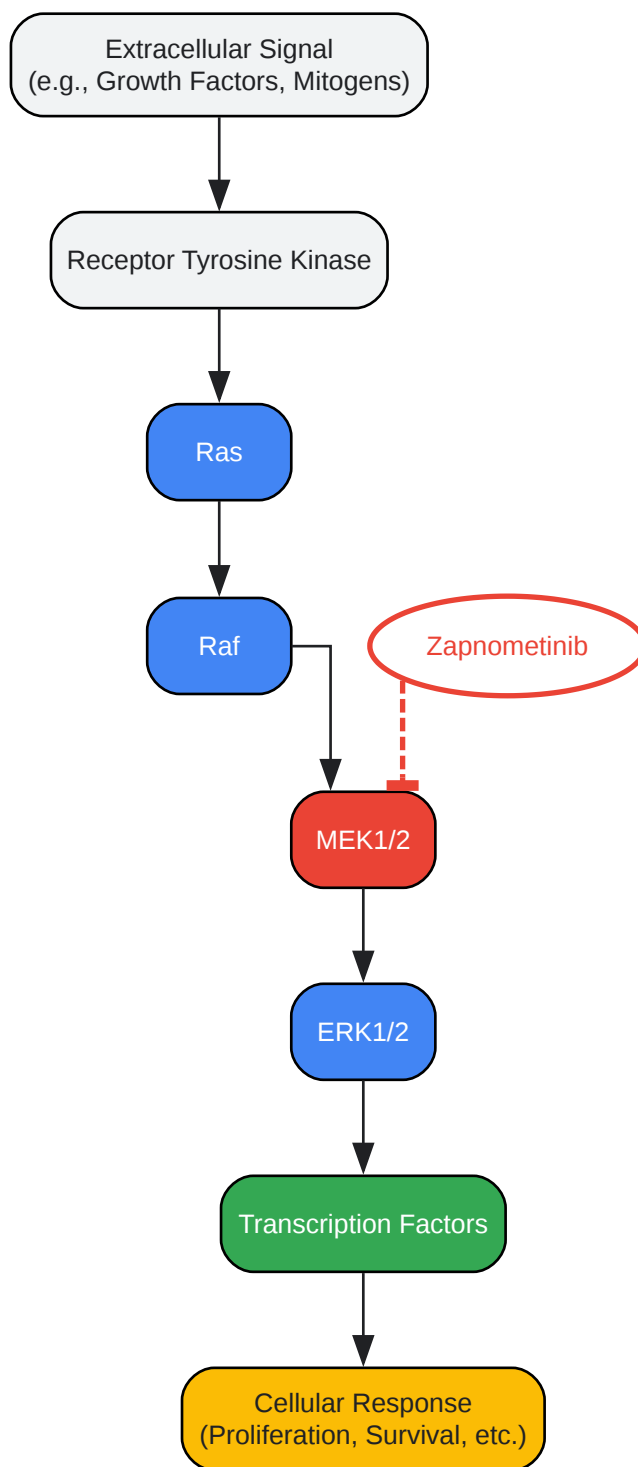 Extracellular Signal
(e.g., Growth Factors, Mitogens)
Receptor Tyrosine Kinase
Ras
Raf
Zapnometinib
MEK1/2
ERK1/2
Transcription Factors
Cellular Response
(Proliferation, Survival, etc.)